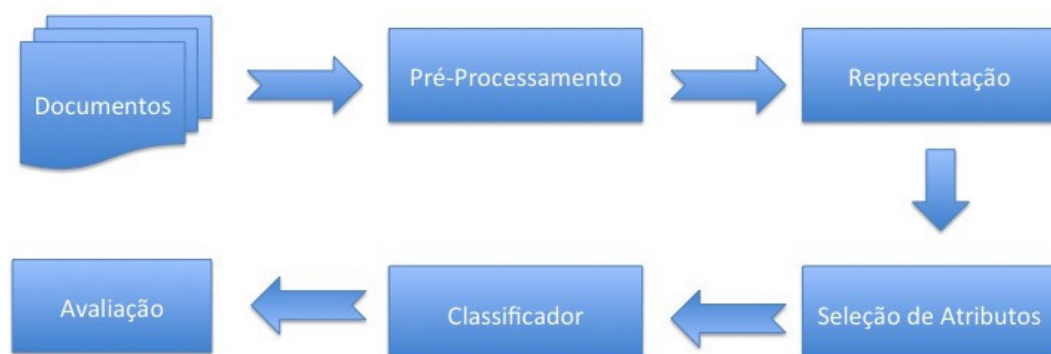 Documentos
Pré-Processamento
Representação
Seleção de Atributos
Classificador
Avaliação